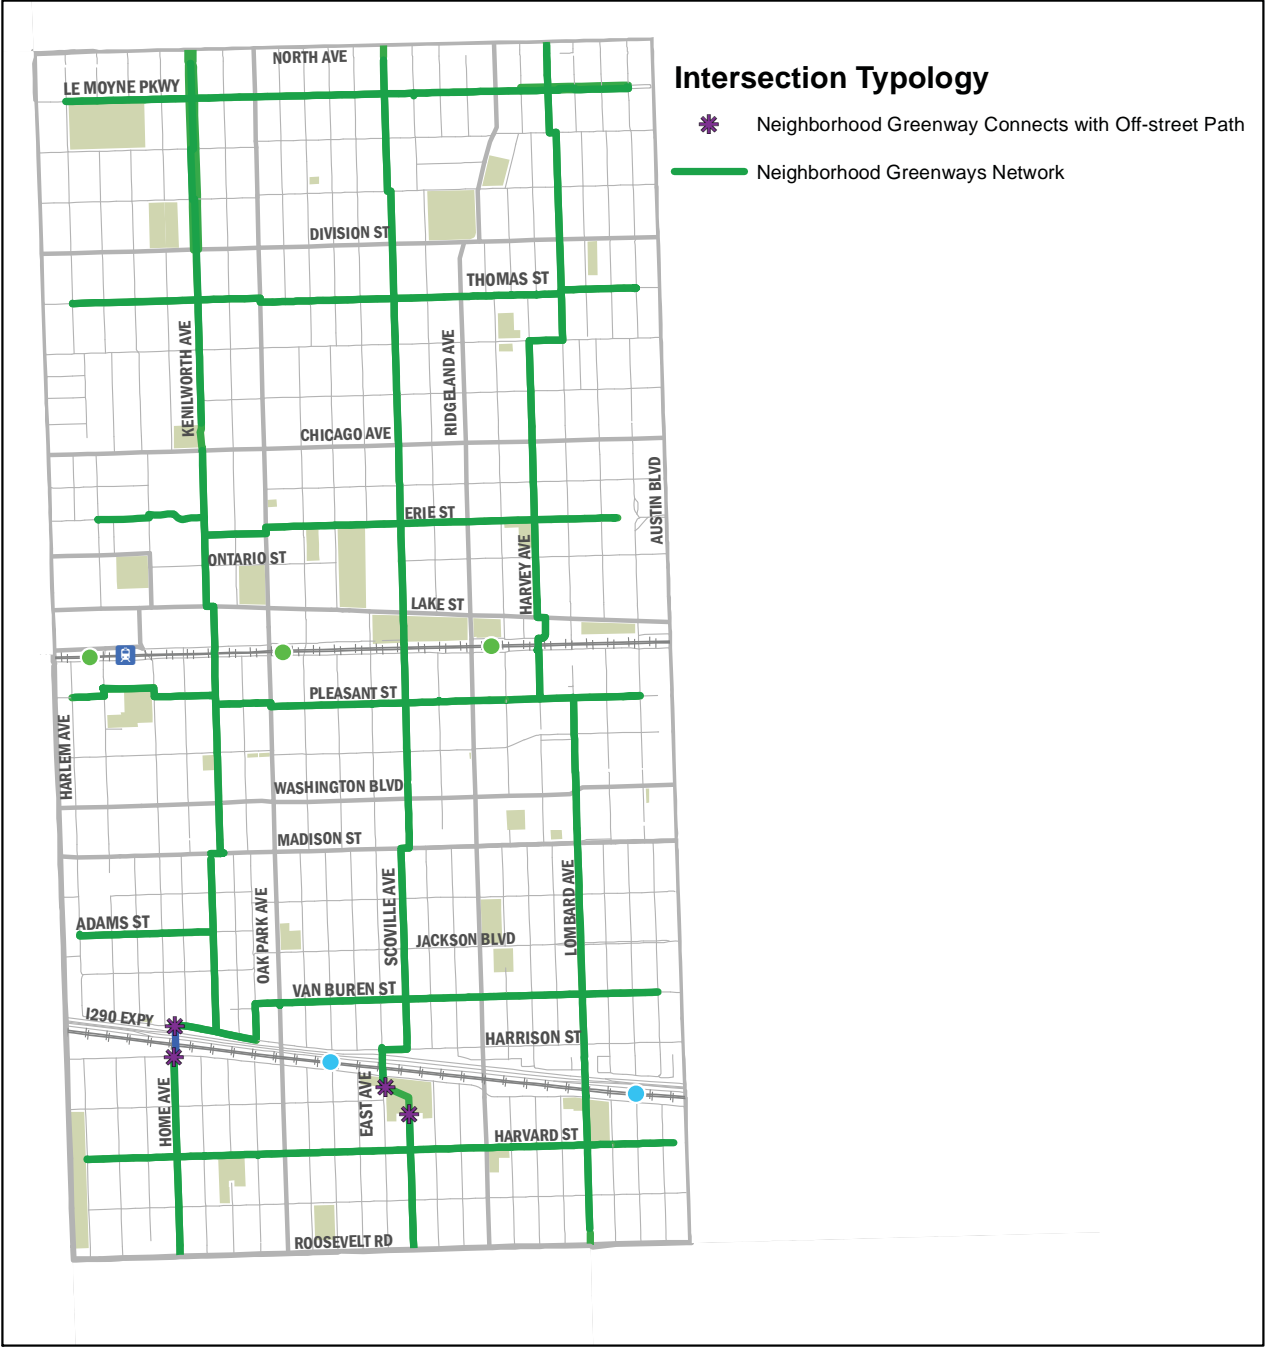 Intersection Typology
Neighborhood Greenway Connects with Off-street Path
Neighborhood Greenways Network
NORTH AVE
LE MOYNE PKWY
DIVISION ST
THOMAS ST
KENILWORTH AVE
RIDGELAND AVE
CHICAGO AVE
AUSTIN BLVD
ERIE ST
ONTARIO ST
HARVEY AVE
LAKE ST
PLEASANT ST
HARLEM AVE
WASHINGTON BLVD
MADISON ST
OAK PARK AVE
SCOVILLE AVE
LOMBARD AVE
ADAMS ST
JACKSON BLVD
VAN BUREN ST
I290 EXPY
HARRISON ST
HOME AVE
EAST AVE
HARVARD ST
ROOSEVELT RD